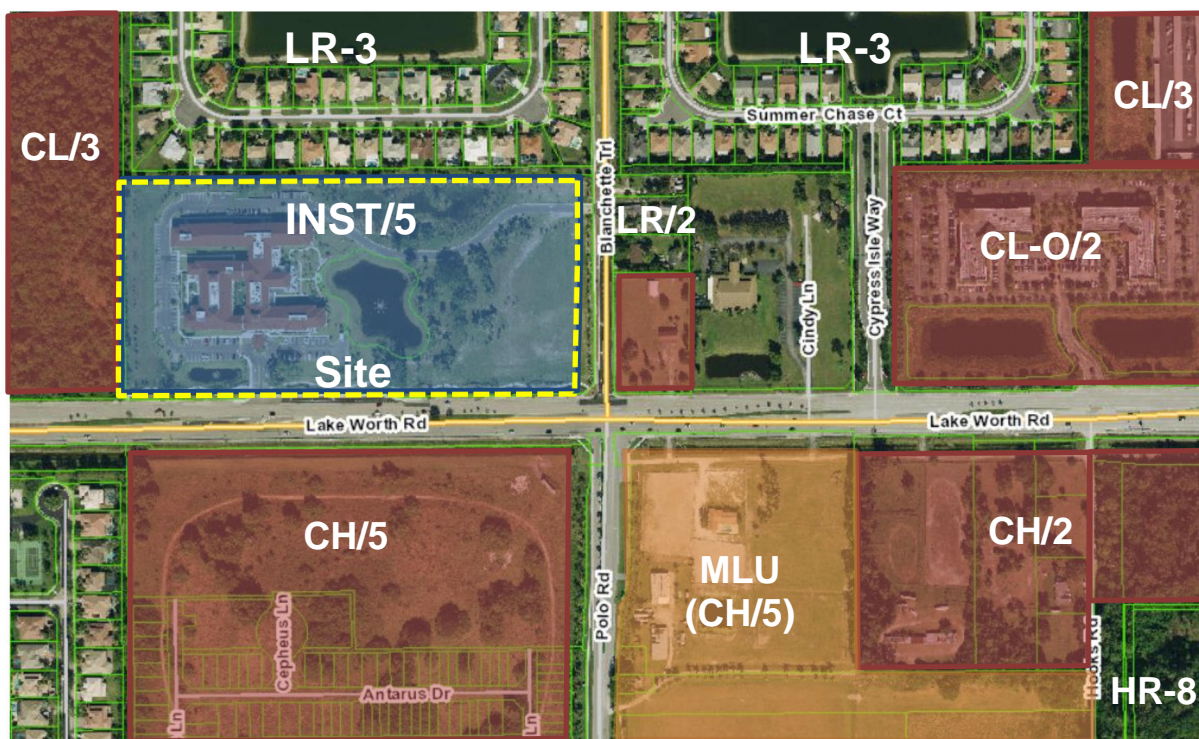 LR-3
LR-3
CL/3
Summer Chase Ct
CL/3
INST/5
Blanchette Trl
LR/2
Cindy Ln
Cypress Isle Way
CL-O/2
Site
Lake Worth Rd
Lake Worth Rd
CH/5
Polo Rd
MLU
(CH/5)
CH/2
Cepheus Ln
Antarus Dr
Ln
Ln
Hooks Rd
HR-8